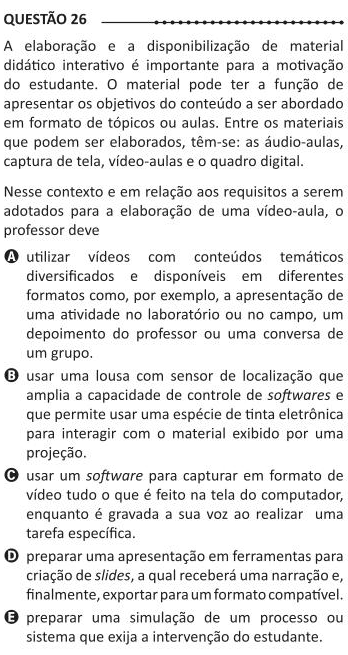 QUESTÃO 26
A elaboração e a disponibilização de material
didático interativo é importante para a motivação
do estudante. O material pode ter a função de
apresentar os objetivos do conteúdo a ser abordado
em formato de tópicos ou aulas. Entre os materiais
que podem ser elaborados, têm-se: as áudio-aulas,
captura de tela, vídeo-aulas e o quadro digital.
Nesse contexto e em relação aos requisitos a serem
adotados para a elaboração de uma vídeo-aula, o
professor deve
A utilizar vídeos com conteúdos temáticos
diversificados e disponíveis em diferentes
formatos como, por exemplo, a apresentação de
uma atividade no laboratório ou no campo, um
depoimento do professor ou uma conversa de
um grupo.
B usar uma lousa com sensor de localização que
amplia a capacidade de controle de softwares e
que permite usar uma espécie de tinta eletrônica
para interagir com o material exibido por uma
projeção.
C usar um software para capturar em formato de
vídeo tudo o que é feito na tela do computador,
enquanto é gravada a sua voz ao realizar uma
tarefa específica.
D preparar uma apresentação em ferramentas para
criação de slides, a qual receberá uma narração e,
finalmente, exportar para um formato compatível.
E preparar uma simulação de um processo ou
sistema que exija a intervenção do estudante.